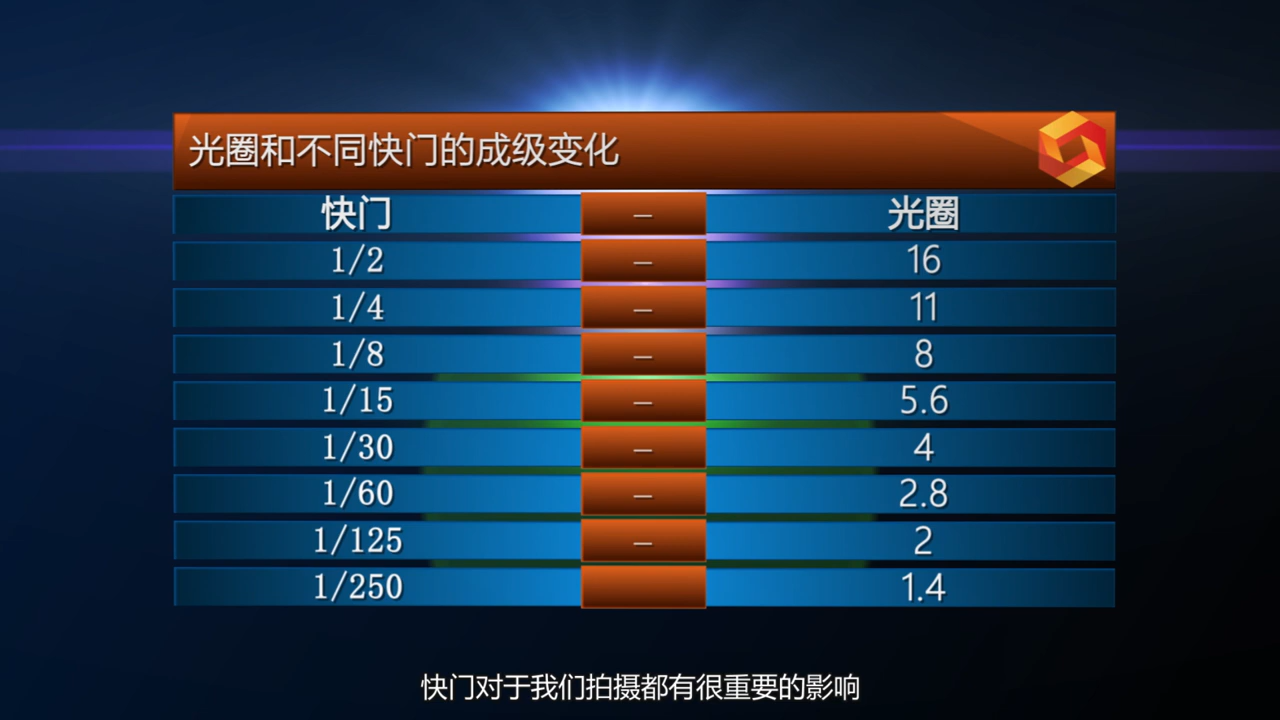 光圈和不同快门的成级变化
快门 – 光圈
1/2 – 16
1/4 – 11
1/8 – 8
1/15 – 5.6
1/30 – 4
1/60 – 2.8
1/125 – 2
1/250 1.4
快门对于我们拍摄都有很重要的影响